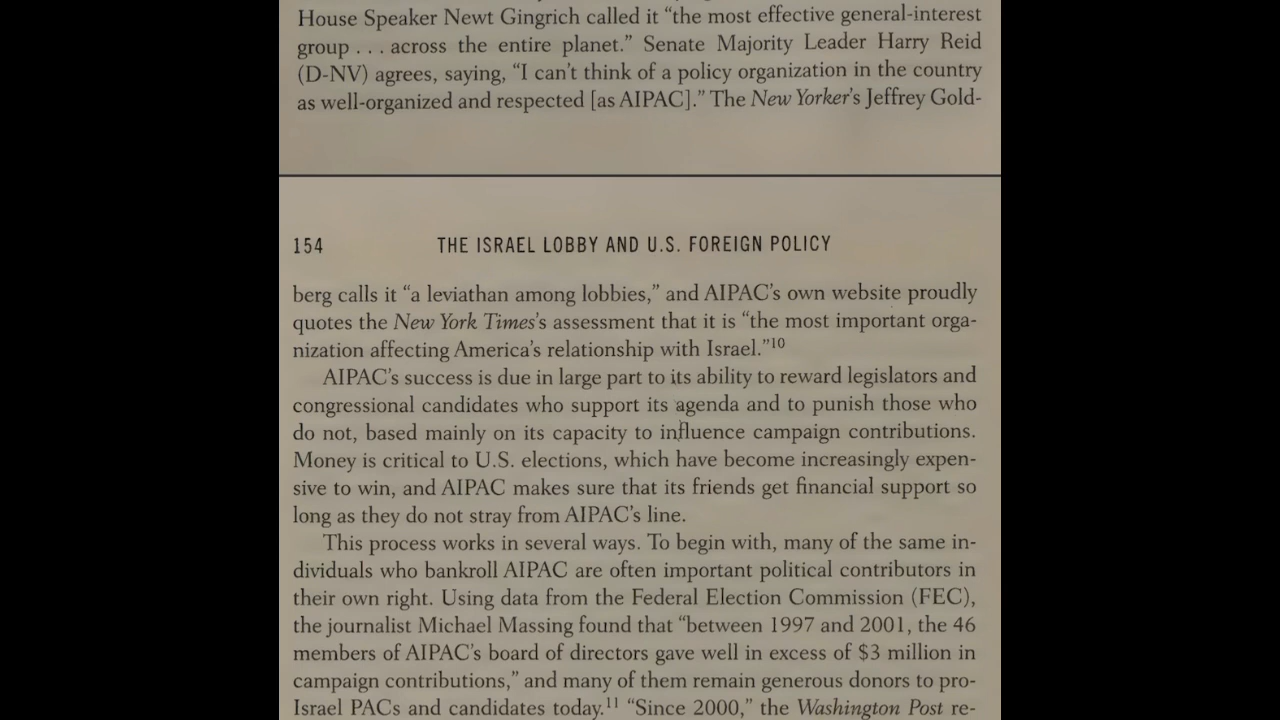 House Speaker Newt Gingrich called it “the most effective general-interest
group . . . across the entire planet.” Senate Majority Leader Harry Reid
(D-NV) agrees, saying, “I can’t think of a policy organization in the country
as well-organized and respected [as AIPAC].” The New Yorker’s Jeffrey Gold-
154 THE ISRAEL LOBBY AND U.S. FOREIGN POLICY
berg calls it “a leviathan among lobbies,” and AIPAC’s own website proudly
quotes the New York Times’s assessment that it is “the most important orga-
nization affecting America’s relationship with Israel.”10
AIPAC’s success is due in large part to its ability to reward legislators and
congressional candidates who support its agenda and to punish those who
do not, based mainly on its capacity to influence campaign contributions.
Money is critical to U.S. elections, which have become increasingly expen-
sive to win, and AIPAC makes sure that its friends get financial support so
long as they do not stray from AIPAC’s line.
This process works in several ways. To begin with, many of the same in-
dividuals who bankroll AIPAC are often important political contributors in
their own right. Using data from the Federal Election Commission (FEC),
the journalist Michael Massing found that “between 1997 and 2001, the 46
members of AIPAC’s board of directors gave well in excess of $3 million in
campaign contributions,” and many of them remain generous donors to pro-
Israel PACs and candidates today.11 “Since 2000,” the Washington Post re-